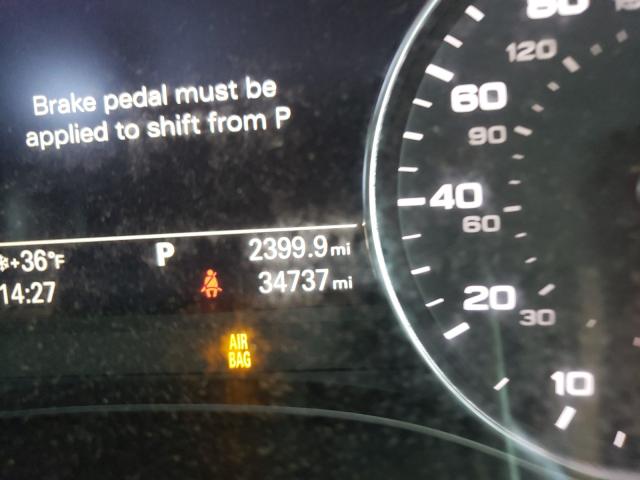 Brake pedal must be
applied to shift from P
+36°F
P
2399.9 mi
14:27
34737 mi
AIR
BAG
120
60
90
40
60
20
30
10